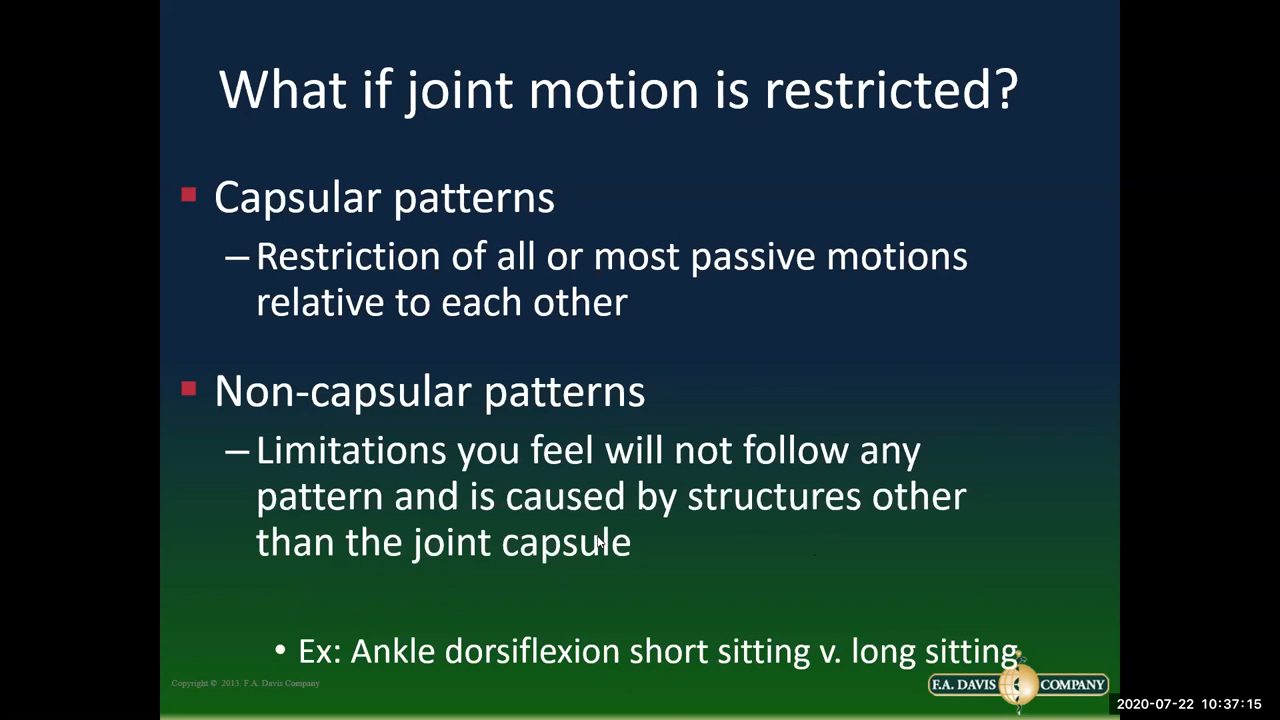 What if joint motion is restricted?
▪ Capsular patterns
– Restriction of all or most passive motions
relative to each other
▪ Non-capsular patterns
– Limitations you feel will not follow any
pattern and is caused by structures other
than the joint capsule
• Ex: Ankle dorsiflexion short sitting v. long sitting
Copyright © 2013. F.A. Davis Company
F.A. DAVIS COMPANY
2020-07-22 10:37:15